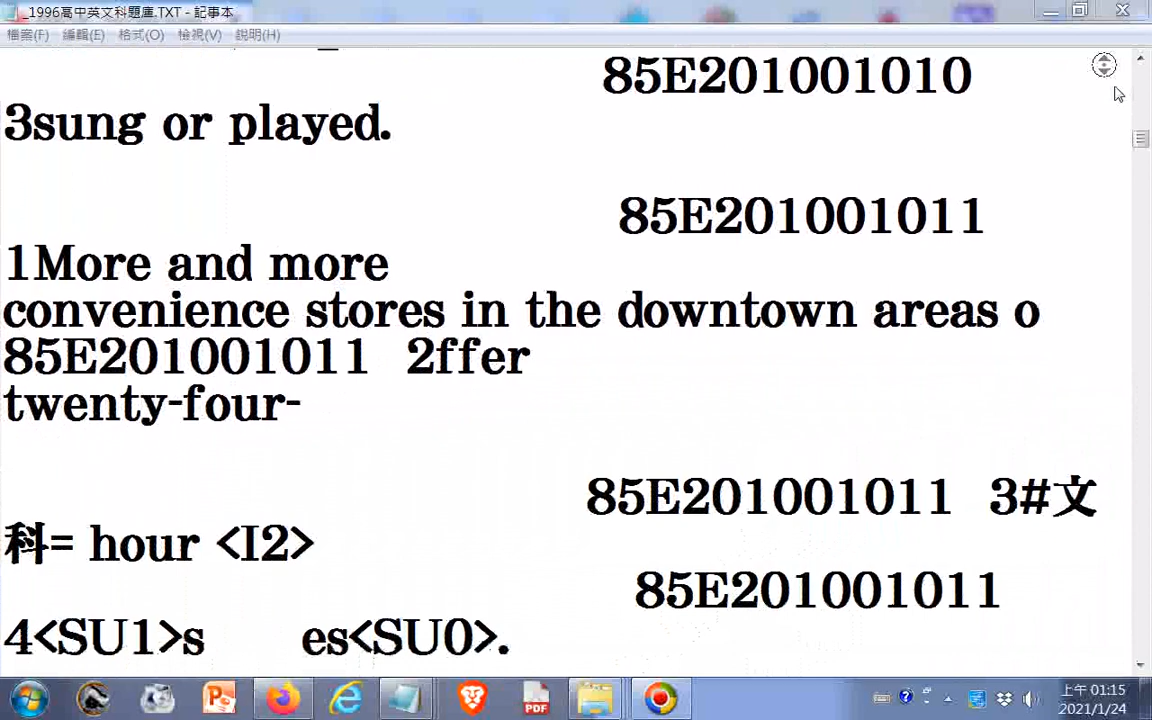 _1996高中英文科題庫.TXT - 記事本
檔案(F) 編輯(E) 格式(O) 檢視(V) 說明(H)
85E201001010
3sung or played.
85E201001011
1More and more
convenience stores in the downtown areas o
85E201001011 2ffer
twenty-four-
85E201001011 3#文
科= hour <I2>
85E201001011
4<SU1>s es<SU0>.
PDF
上午 01:15
2021/1/24